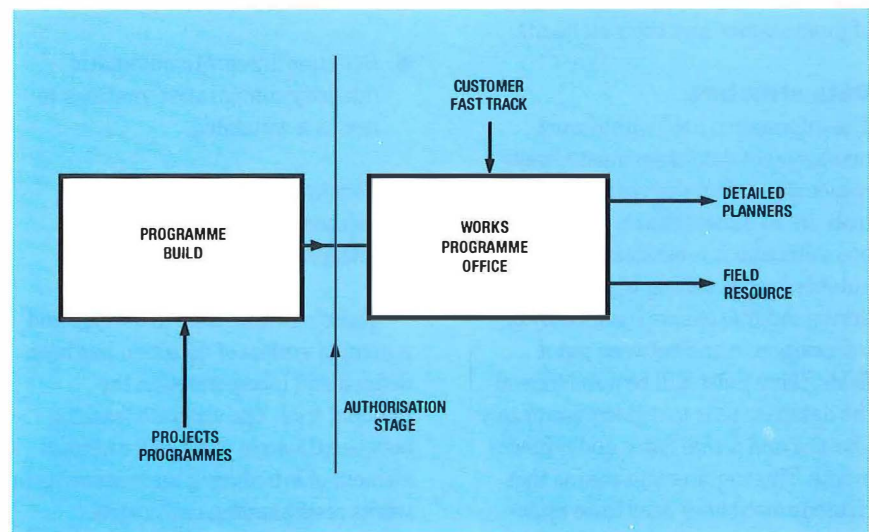 CUSTOMER
FAST TRACK
PROGRAMME
BUILD
WORKS
PROGRAMME
OFFICE
DETAILED
PLANNERS
FIELD
RESOURCE
AUTHORISATION
STAGE
PROJECTS
PROGRAMMES